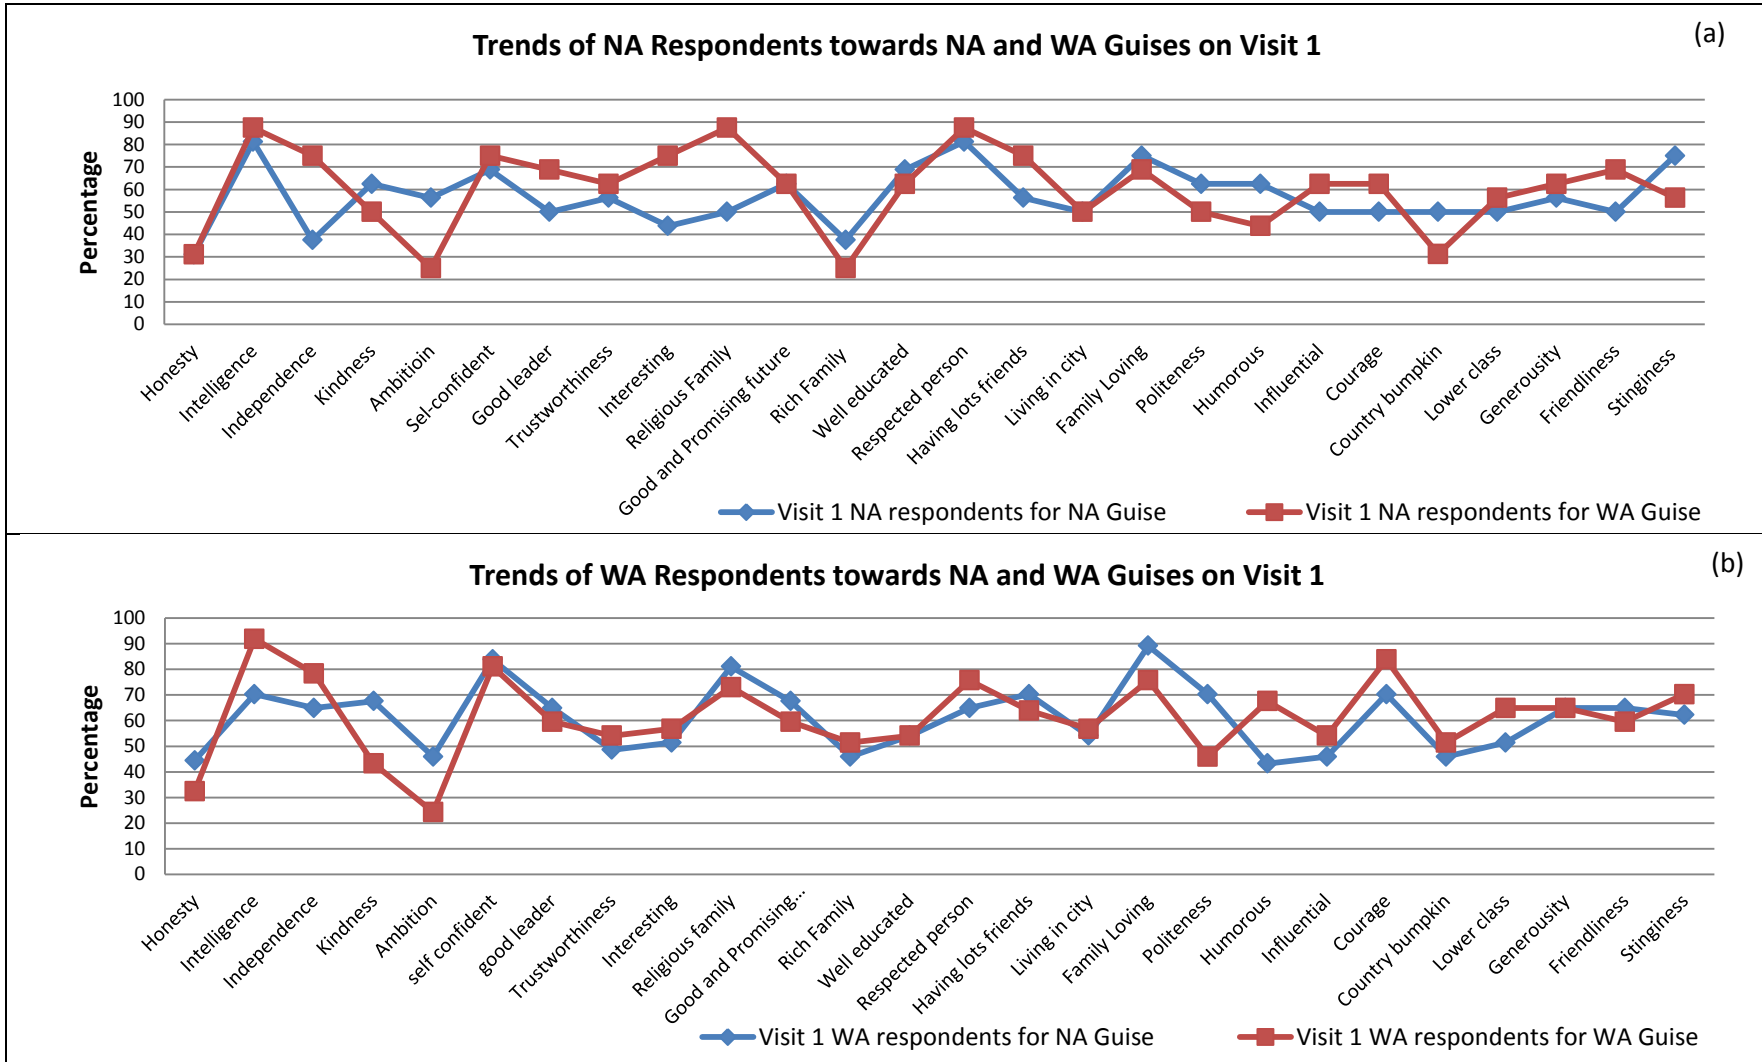 (a)
Trends of NA Respondents towards NA and WA Guises on Visit 1
Percentage
100
90
80
70
60
50
40
30
20
10
0
Honesty
Intelligence
Independence
Kindness
Ambitioin
Sel-confident
Good leader
Trustworthiness
Interesting
Religious Family
Good and Promising future
Rich Family
Well educated
Respected person
Having lots friends
Living in city
Family Loving
Politeness
Humorous
Influential
Courage
Country bumpkin
Lower class
Generousity
Friendliness
Stinginess
Visit 1 NA respondents for NA Guise
Visit 1 NA respondents for WA Guise
(b)
Trends of WA Respondents towards NA and WA Guises on Visit 1
Percentage
100
90
80
70
60
50
40
30
20
10
0
Honesty
Intelligence
Independence
Kindness
Ambition
self confident
good leader
Trustworthiness
Interesting
Religious family
Good and Promising...
Rich Family
Well educated
Respected person
Having lots friends
Living in city
Family Loving
Politeness
Humorous
Influential
Courage
Country bumpkin
Lower class
Generousity
Friendliness
Stinginess
Visit 1 WA respondents for NA Guise
Visit 1 WA respondents for WA Guise